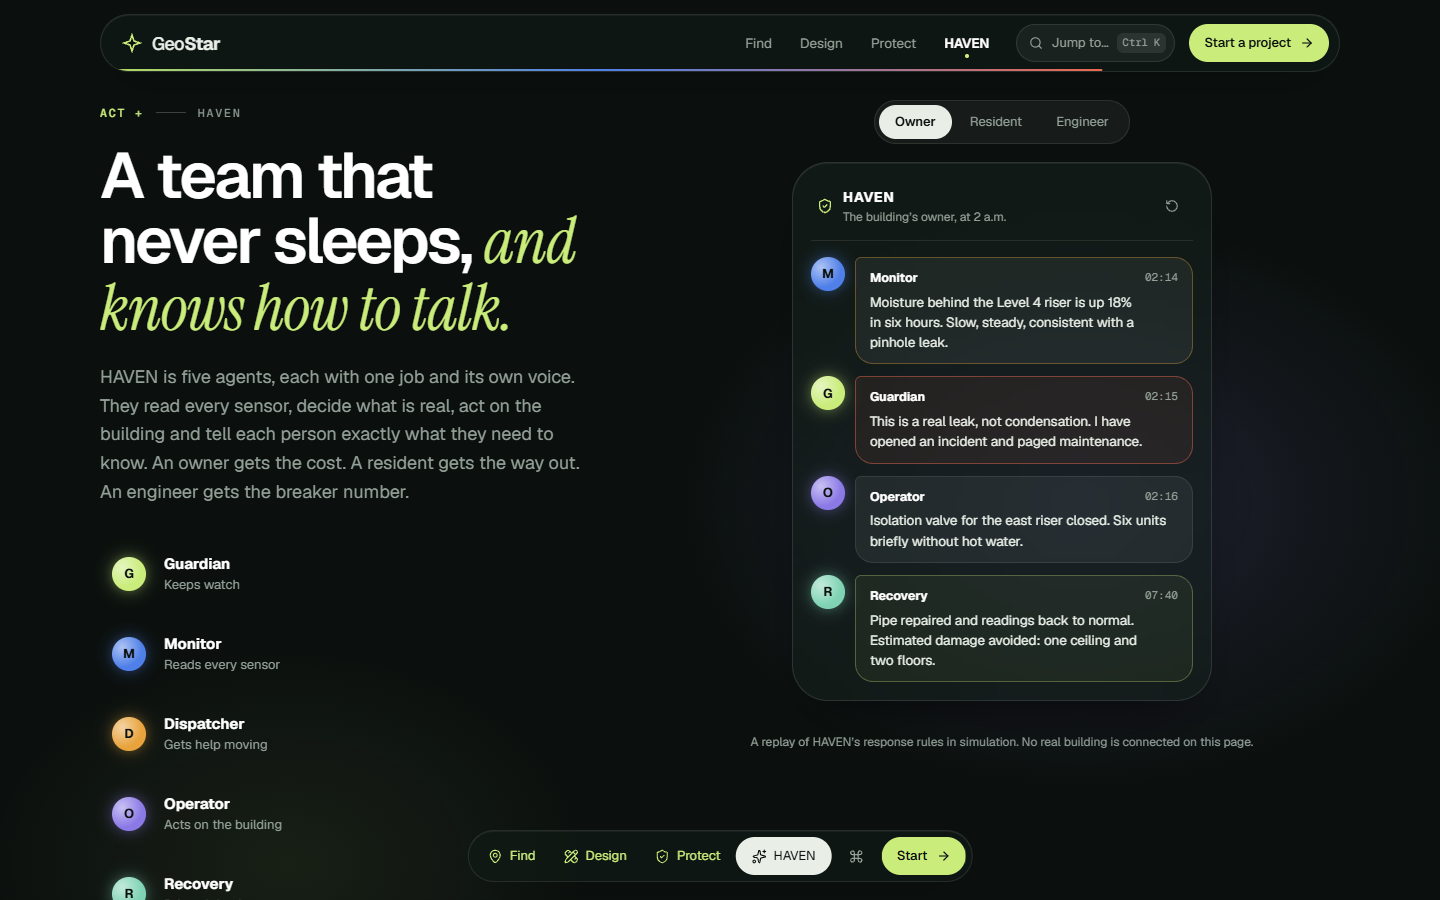 GeoStar
Find Design Protect HAVEN Jump to... Ctrl K Start a project
ACT + HAVEN
A team that
never sleeps, and
knows how to talk.
HAVEN is five agents, each with one job and its own voice.
They read every sensor, decide what is real, act on the
building and tell each person exactly what they need to
know. An owner gets the cost. A resident gets the way out.
An engineer gets the breaker number.
G Guardian
Keeps watch
M Monitor
Reads every sensor
D Dispatcher
Gets help moving
O Operator
Acts on the building
R Recovery
Owner Resident Engineer
HAVEN
The building's owner, at 2 a.m.
M Monitor 02:14
Moisture behind the Level 4 riser is up 18%
in six hours. Slow, steady, consistent with a
pinhole leak.
G Guardian 02:15
This is a real leak, not condensation. I have
opened an incident and paged maintenance.
O Operator 02:16
Isolation valve for the east riser closed. Six units
briefly without hot water.
R Recovery 07:40
Pipe repaired and readings back to normal.
Estimated damage avoided: one ceiling and
two floors.
A replay of HAVEN's response rules in simulation. No real building is connected on this page.
Find Design Protect HAVEN ⌘ Start